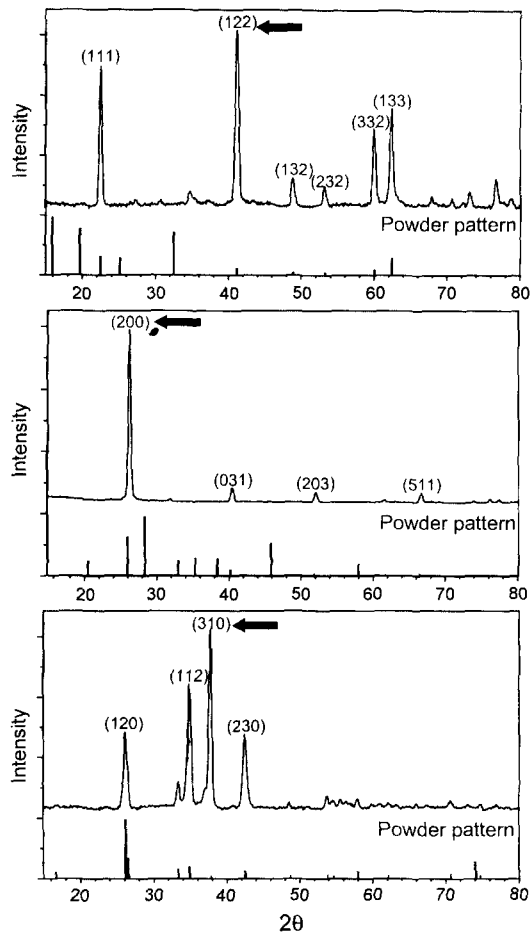 (122)
(111)
(133)
(332)
(132)
(232)
Intensity
Powder pattern
20 30 40 50 60 70 80
(200)
Intensity
(031) (203) (511)
Powder pattern
20 30 40 50 60 70 80
(310)
(112)
(120) (230)
Intensity
Powder pattern
20 30 40 50 60 70 80
2θ